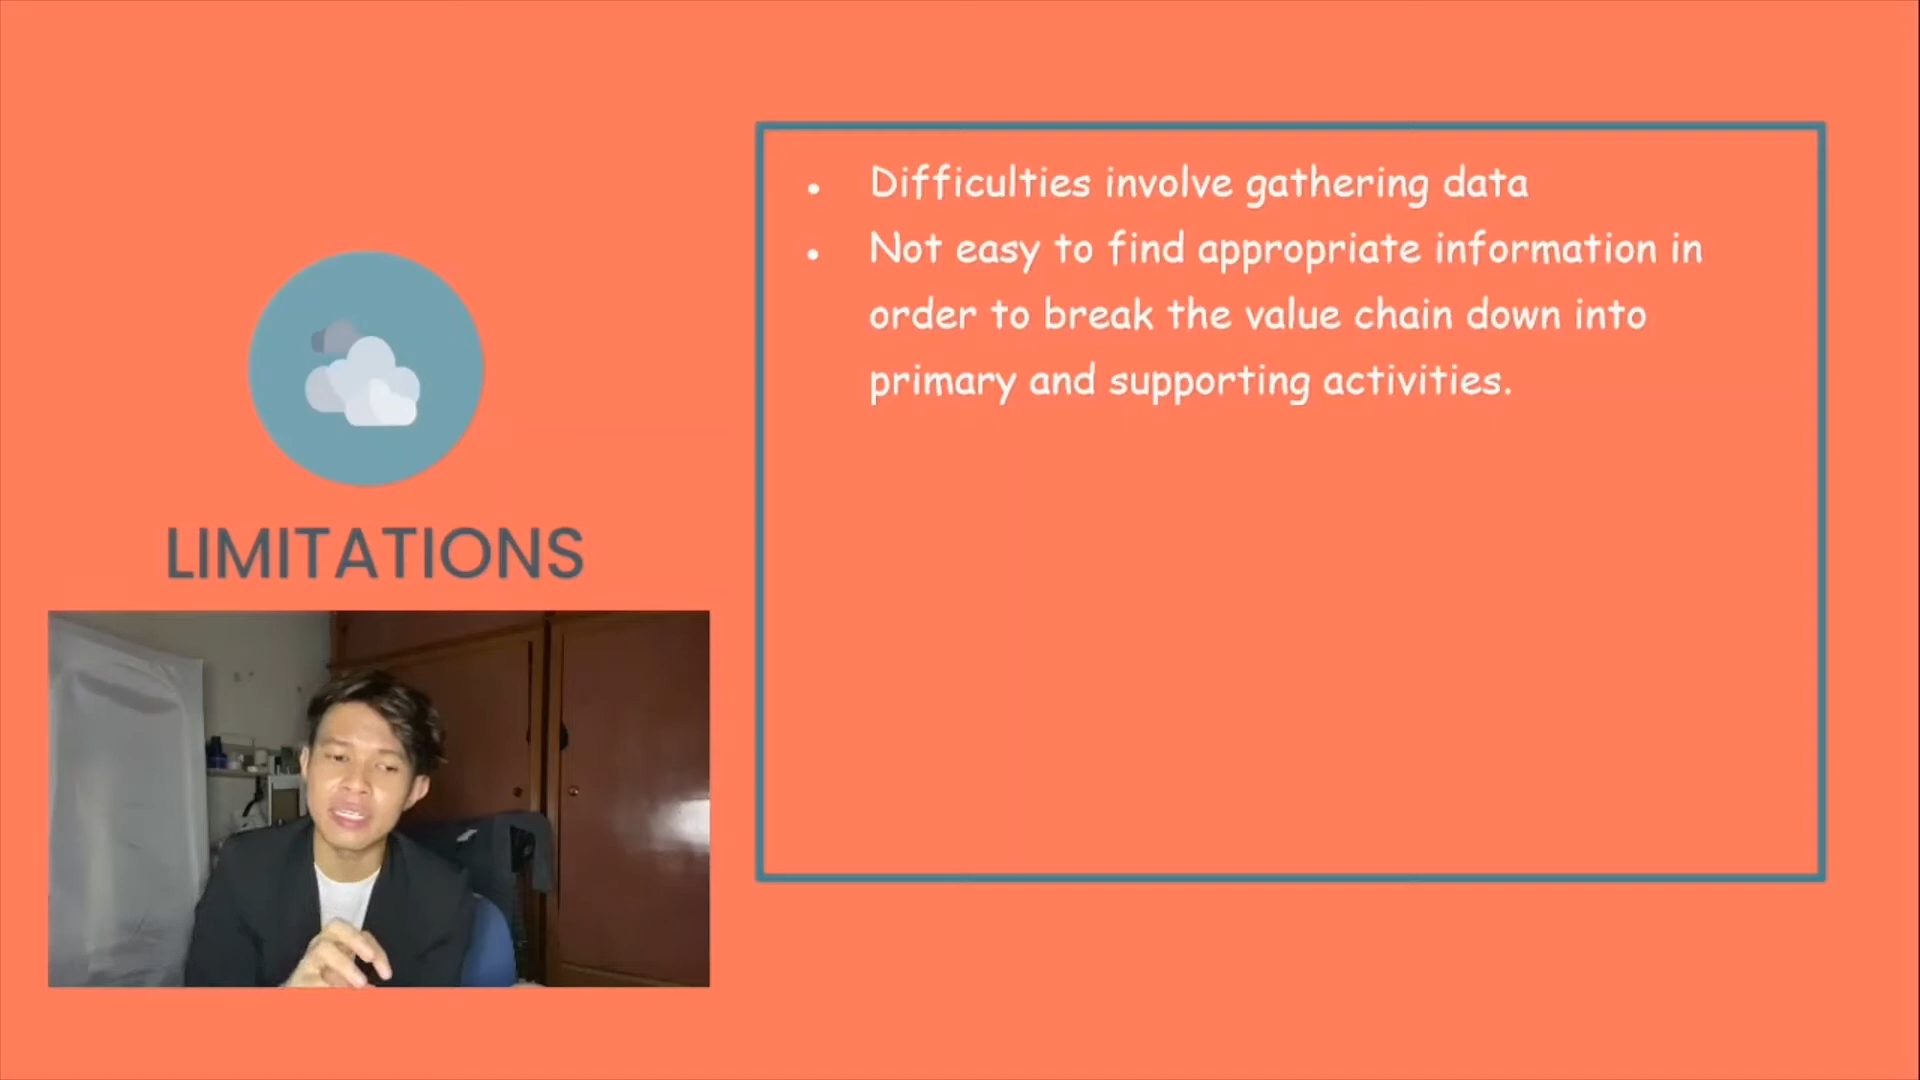 LIMITATIONS
• Difficulties involve gathering data
• Not easy to find appropriate information in
order to break the value chain down into
primary and supporting activities.